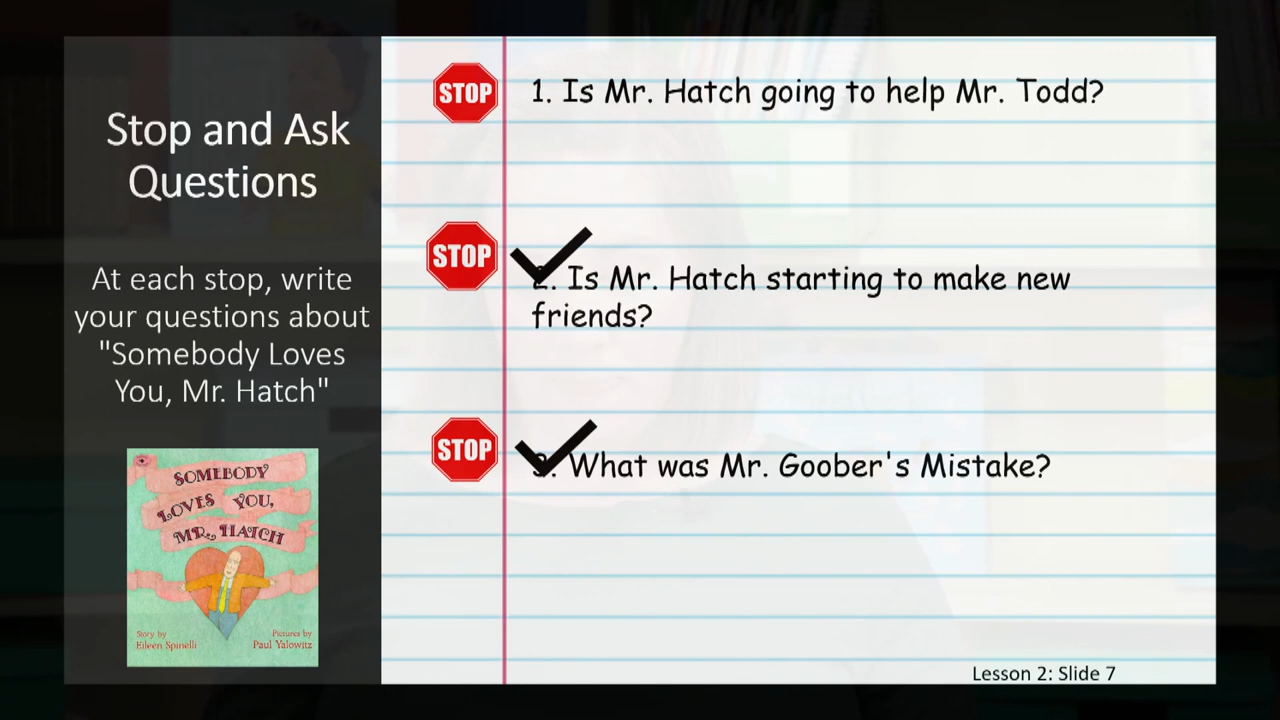 Stop and Ask
Questions
At each stop, write
your questions about
"Somebody Loves
You, Mr. Hatch"
SOMEBODY
LOVES YOU,
MR. HATCH
Story by
Eileen Spinelli
Pictures by
Paul Yalowitz
STOP
1. Is Mr. Hatch going to help Mr. Todd?
STOP
2. Is Mr. Hatch starting to make new
friends?
STOP
3. What was Mr. Goober's Mistake?
Lesson 2: Slide 7